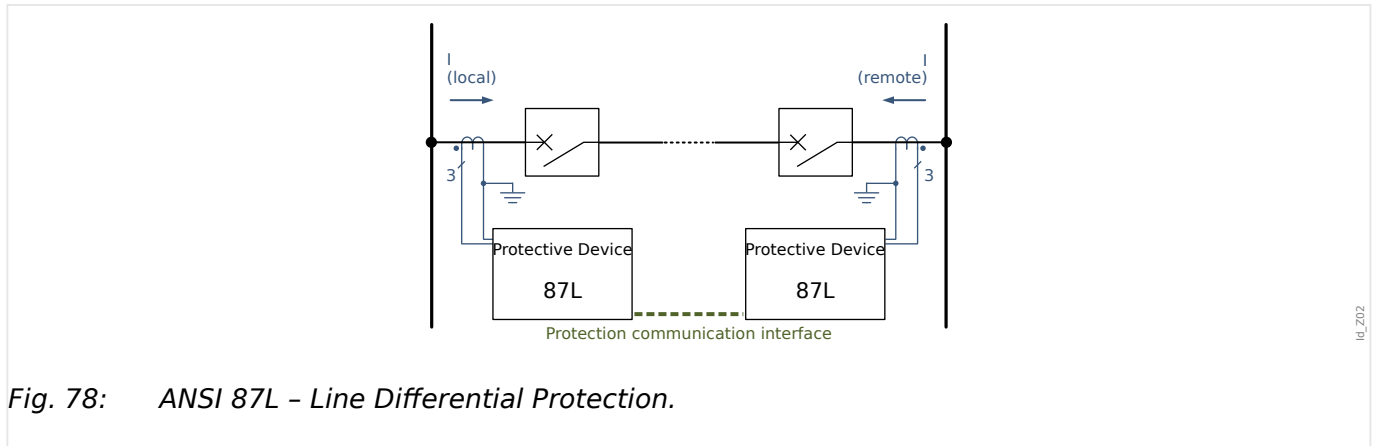 I
(local)
I
(remote)
3
3
Protective Device
87L
Protective Device
87L
Protection communication interface
Id_Z02
Fig. 78: ANSI 87L – Line Differential Protection.